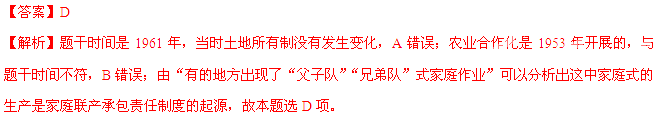 【答案】D
【解析】题干时间是 1961 年，当时土地所有制没有发生变化，A 错误；农业合作化是 1953 年开展的，与
题干时间不符，B 错误；由“有的地方出现了“父子队”“兄弟队”式家庭作业”可以分析出这中家庭式的
生产是家庭联产承包责任制度的起源，故本题选 D 项。